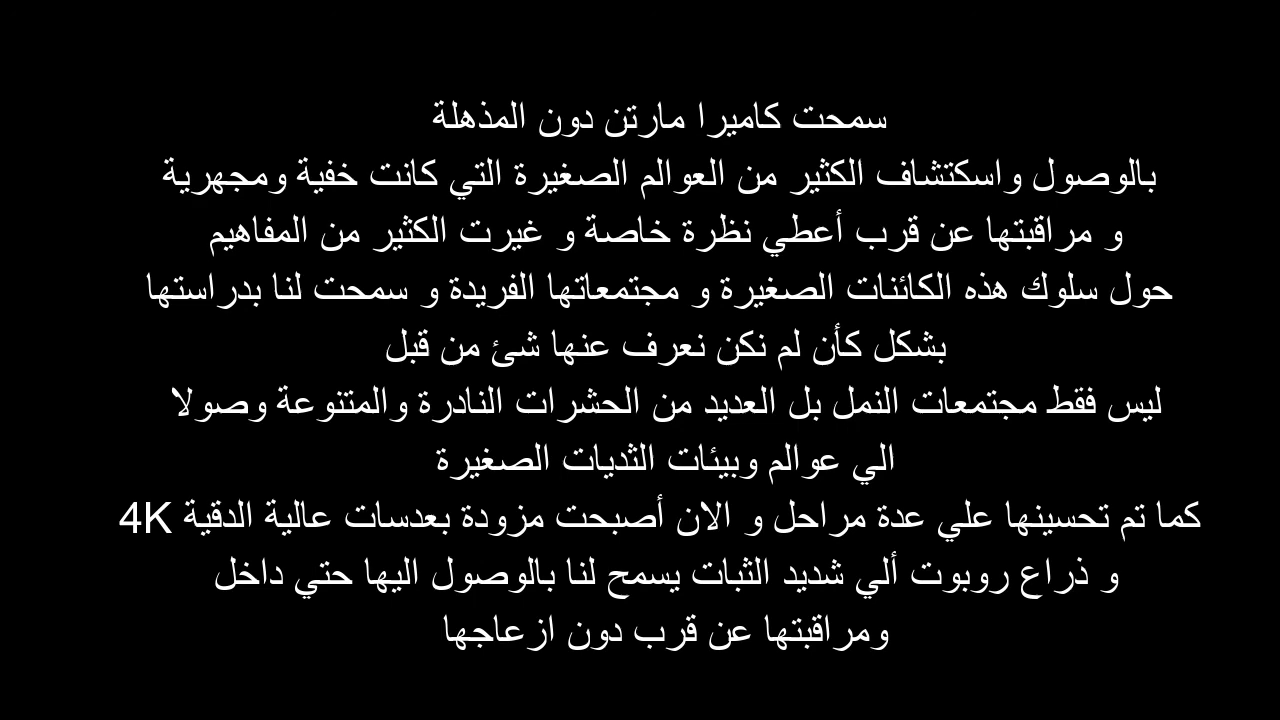 سمحت كاميرا مارتن دون المذهلة
بالوصول واسكتشاف الكثير من العوالم الصغيرة التي كانت خفية ومجهرية
و مراقبتها عن قرب أعطي نظرة خاصة و غيرت الكثير من المفاهيم
حول سلوك هذه الكائنات الصغيرة و مجتمعاتها الفريدة و سمحت لنا بدراستها
بشكل كأن لم نكن نعرف عنها شئ من قبل
ليس فقط مجتمعات النمل بل العديد من الحشرات النادرة والمتنوعة وصولا
الي عوالم وبيئات الثديات الصغيرة
كما تم تحسينها علي عدة مراحل و الان أصبحت مزودة بعدسات عالية الدقية 4K
و ذراع روبوت ألي شديد الثبات يسمح لنا بالوصول اليها حتي داخل
ومراقبتها عن قرب دون ازعاجها